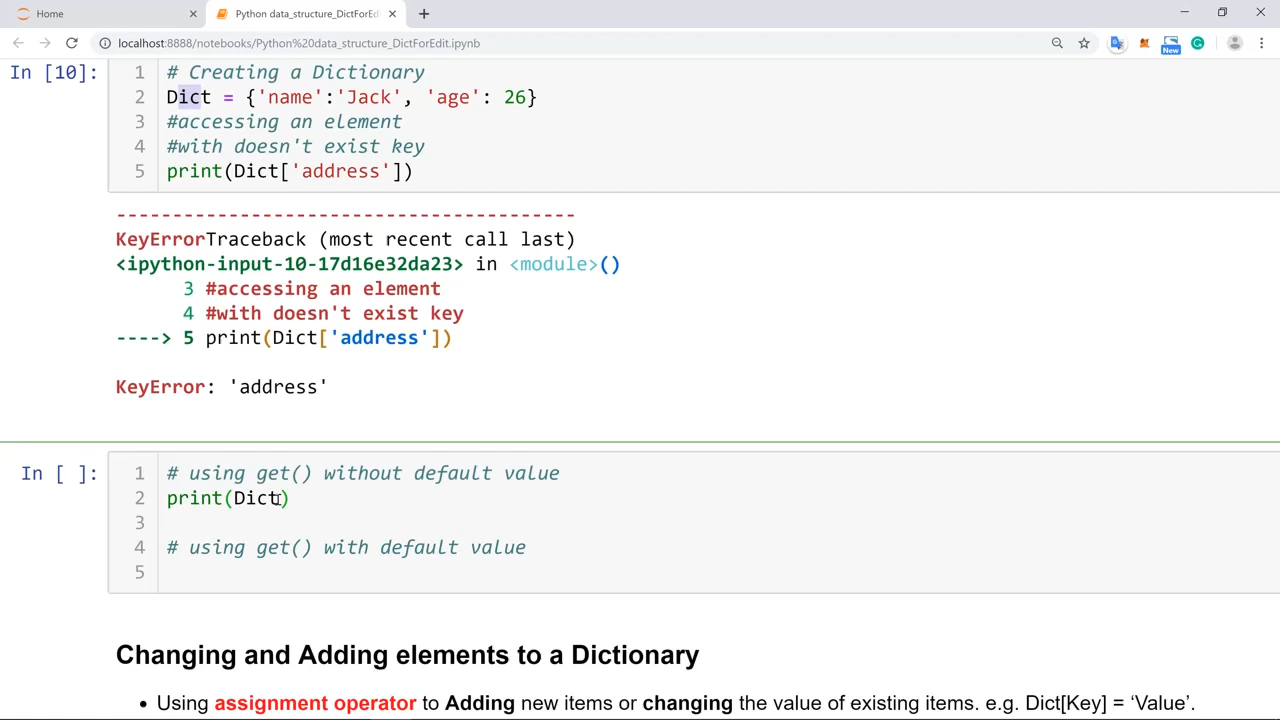 Home
Python data_structure_DictForEdi
localhost:8888/notebooks/Python%20data_structure_DictForEdit.ipynb
New
In [10]:
1 # Creating a Dictionary
2 Dict = {'name':'Jack', 'age': 26}
3 #accessing an element
4 #with doesn't exist key
5 print(Dict['address'])
-----------------------------------------
KeyErrorTraceback (most recent call last)
<ipython-input-10-17d16e32da23> in <module>()
3 #accessing an element
4 #with doesn't exist key
----> 5 print(Dict['address'])
KeyError: 'address'
In [ ]:
1 # using get() without default value
2 print(Dict)
3
4 # using get() with default value
5
Changing and Adding elements to a Dictionary
• Using assignment operator to Adding new items or changing the value of existing items. e.g. Dict[Key] = ‘Value’.